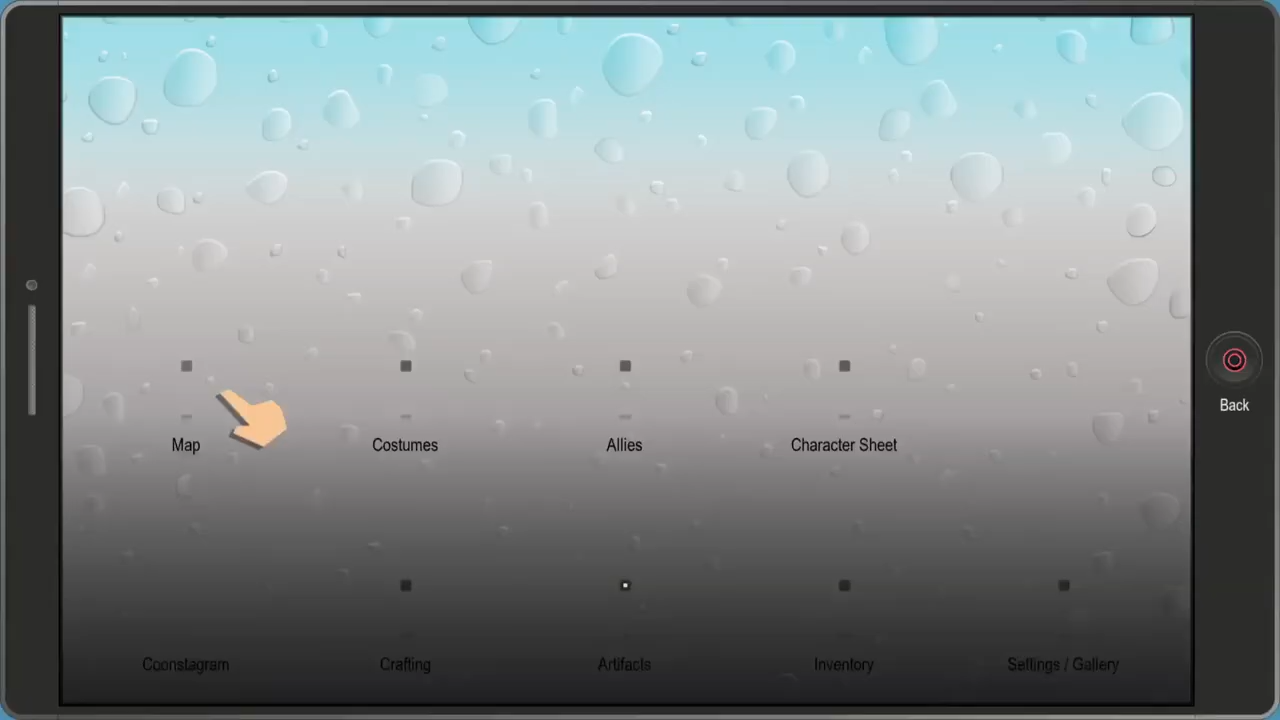 Back
Map
Costumes
Allies
Character Sheet
Coonstagram
Crafting
Artifacts
Inventory
Settings / Gallery